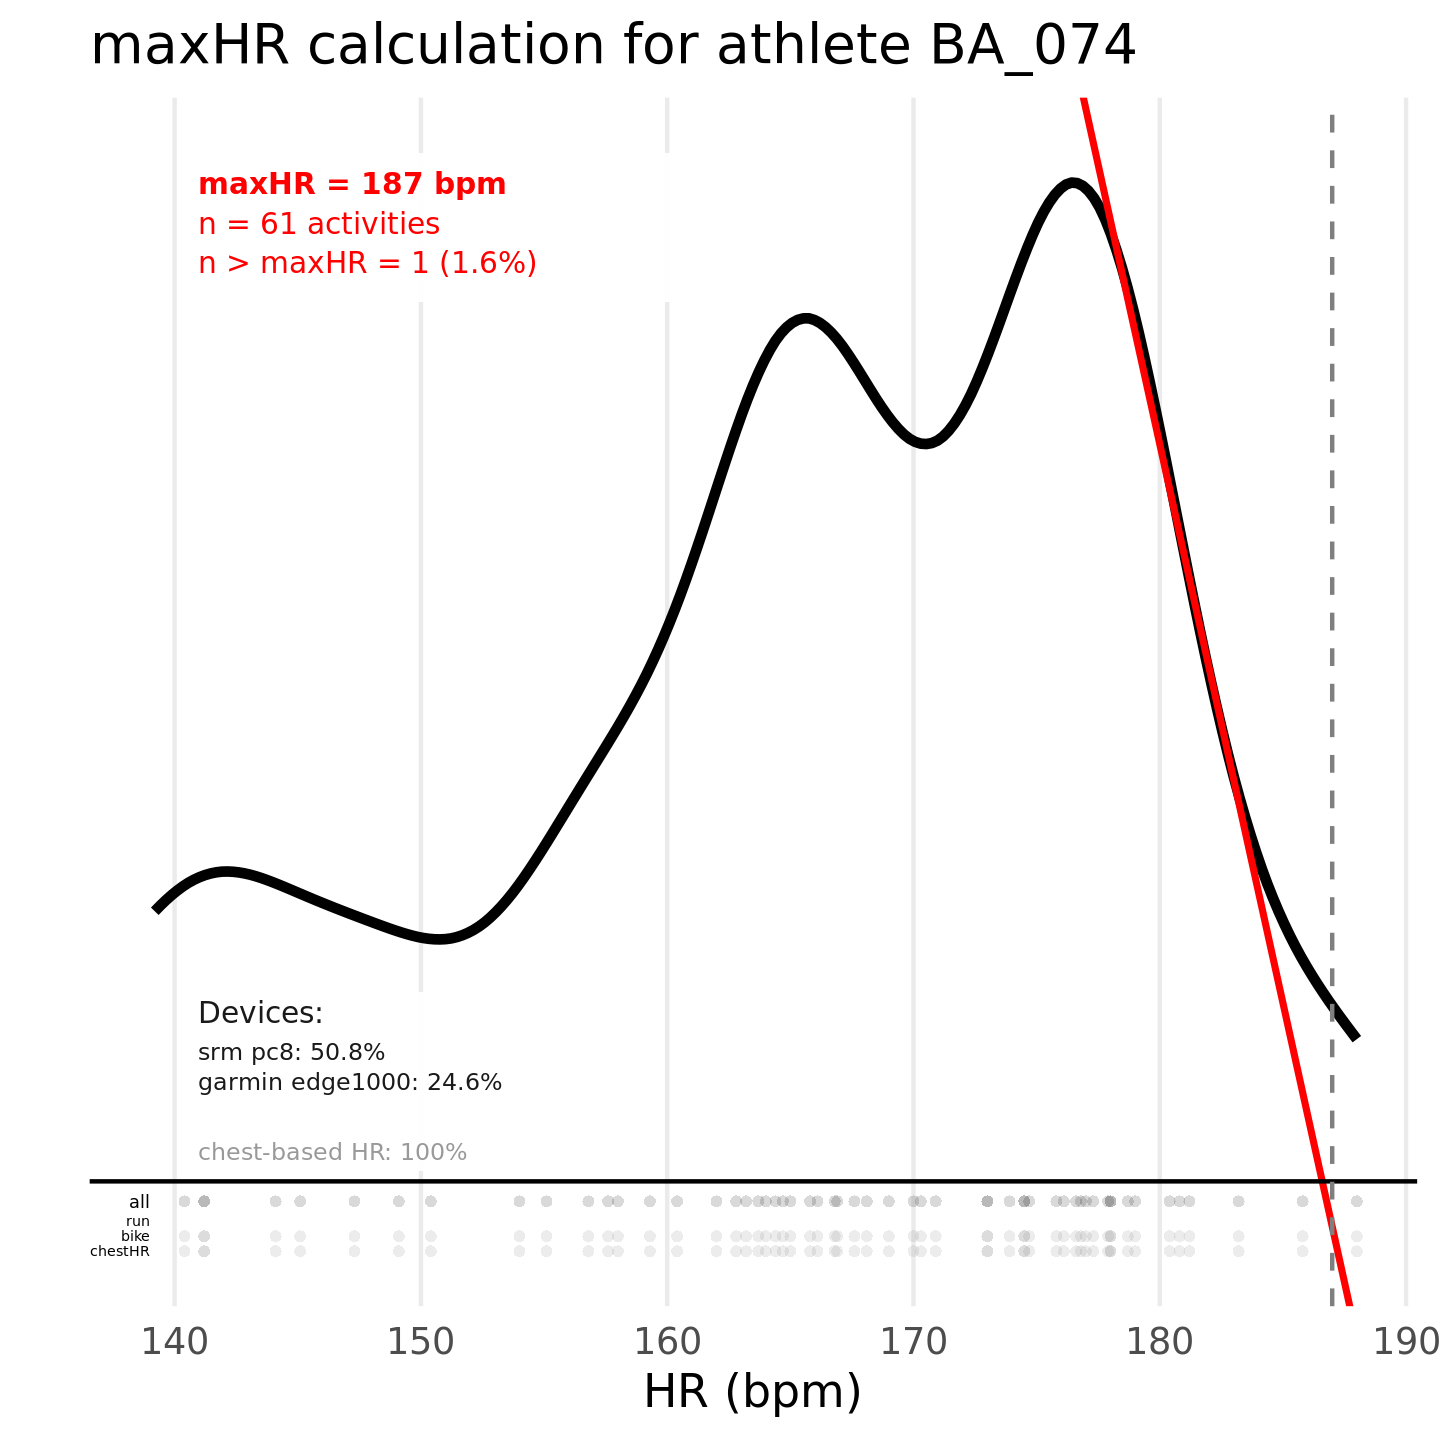 maxHR calculation for athlete BA_074
maxHR = 187 bpm
n = 61 activities
n > maxHR = 1 (1.6%)
Devices:
srm pc8: 50.8%
garmin edge1000: 24.6%
chest-based HR: 100%
all
run
bike
chestHR
140 150 160 170 180 190
HR (bpm)